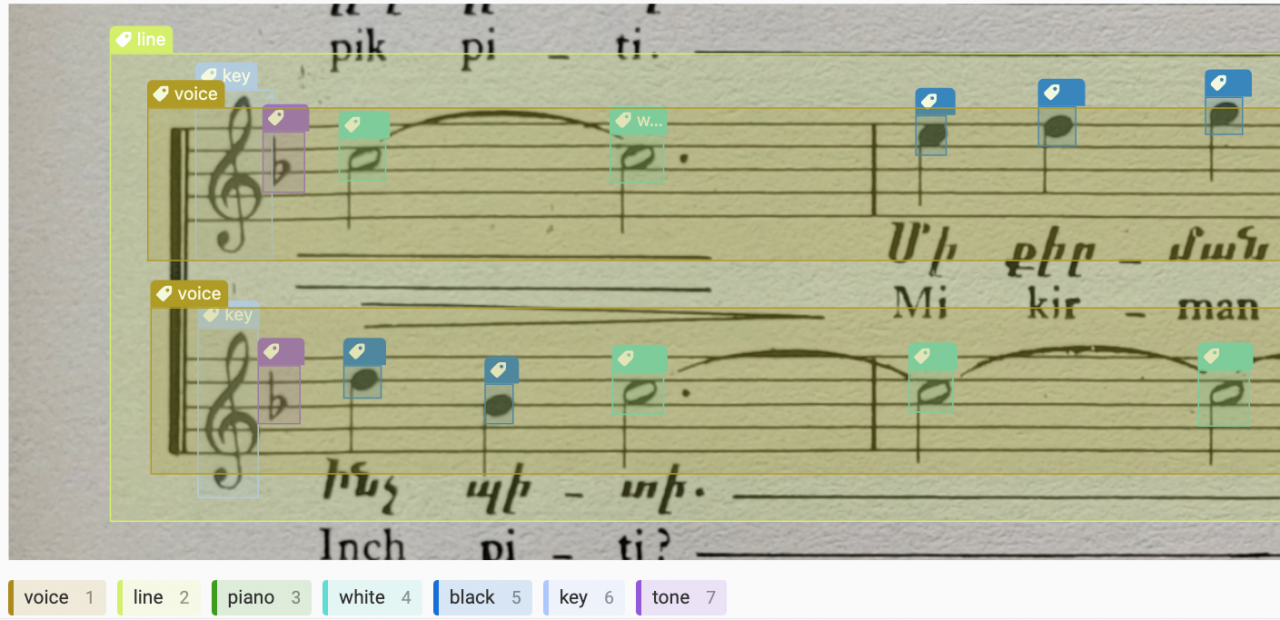 pik pi – ti.
line
key
voice
w...
Մի քիր – ման
Mi kir – man
voice
key
Ինչ պի – տի.
Inch pi – ti?
voice 1 line 2 piano 3 white 4 black 5 key 6 tone 7